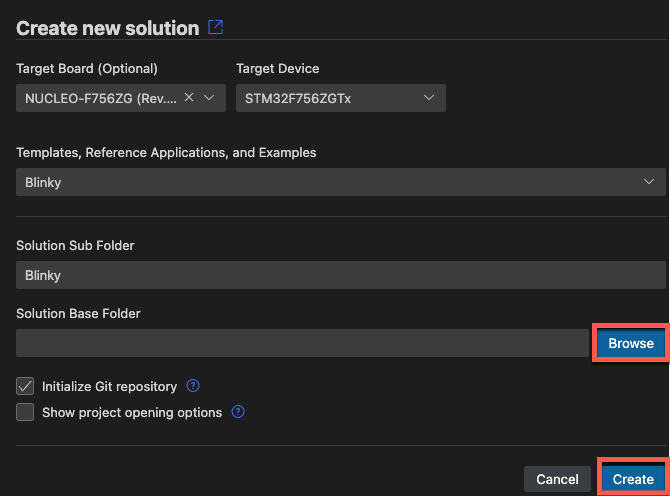 Create new solution
Target Board (Optional) Target Device
NUCLEO-F756ZG (Rev.... STM32F756ZGTx
Templates, Reference Applications, and Examples
Blinky
Solution Sub Folder
Blinky
Solution Base Folder
Browse
Initialize Git repository ?
Show project opening options ?
Cancel Create